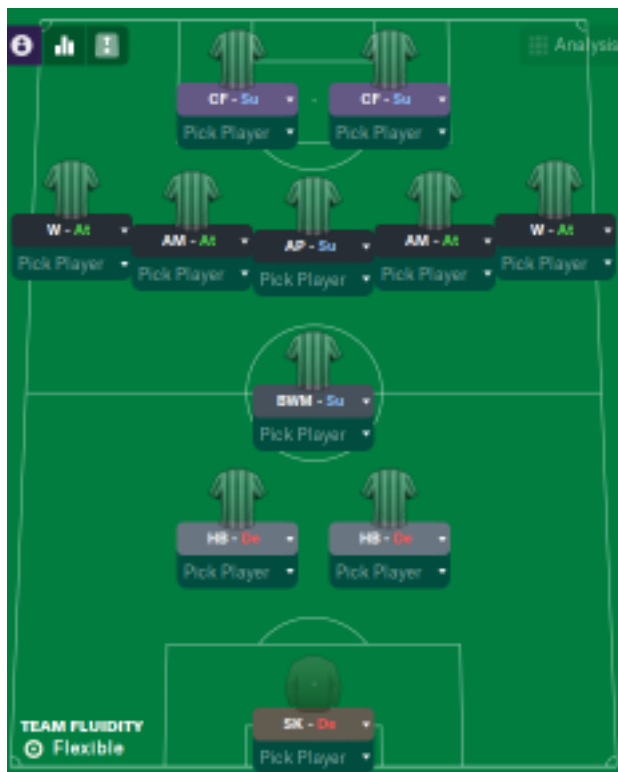 Analysis
CF - Su - CF - Su
Pick Player Pick Player
W - At W - At
AM - At AP - Su AM - At
Pick Player Pick Player
Pick Player Pick Player Pick Player
BWM - Su
Pick Player
HB - De HB - De
Pick Player Pick Player
SK - De
TEAM FLUIDITY
Flexible
Pick Player